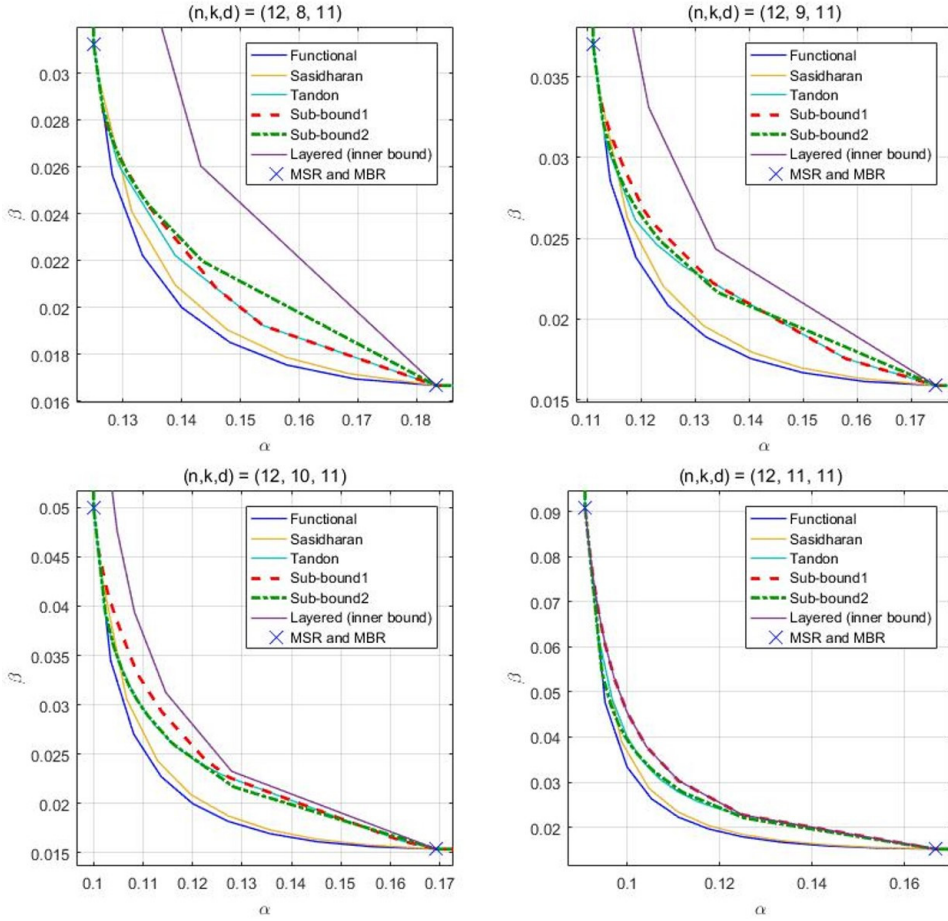 (n,k,d) = (12, 8, 11)
0.03
0.028
0.026
0.024
0.022
0.02
0.018
0.016
β
0.13
0.14
0.15
0.16
0.17
0.18
α
Functional
Sasidharan
Tandon
Sub-bound1
Sub-bound2
Layered (inner bound)
MSR and MBR
(n,k,d) = (12, 9, 11)
0.035
0.03
0.025
0.02
0.015
β
0.11
0.12
0.13
0.14
0.15
0.16
0.17
α
Functional
Sasidharan
Tandon
Sub-bound1
Sub-bound2
Layered (inner bound)
MSR and MBR
(n,k,d) = (12, 10, 11)
0.05
0.045
0.04
0.035
0.03
0.025
0.02
0.015
β
0.1
0.11
0.12
0.13
0.14
0.15
0.16
0.17
α
Functional
Sasidharan
Tandon
Sub-bound1
Sub-bound2
Layered (inner bound)
MSR and MBR
(n,k,d) = (12, 11, 11)
0.09
0.08
0.07
0.06
0.05
0.04
0.03
0.02
β
0.1
0.12
0.14
0.16
α
Functional
Sasidharan
Tandon
Sub-bound1
Sub-bound2
Layered (inner bound)
MSR and MBR